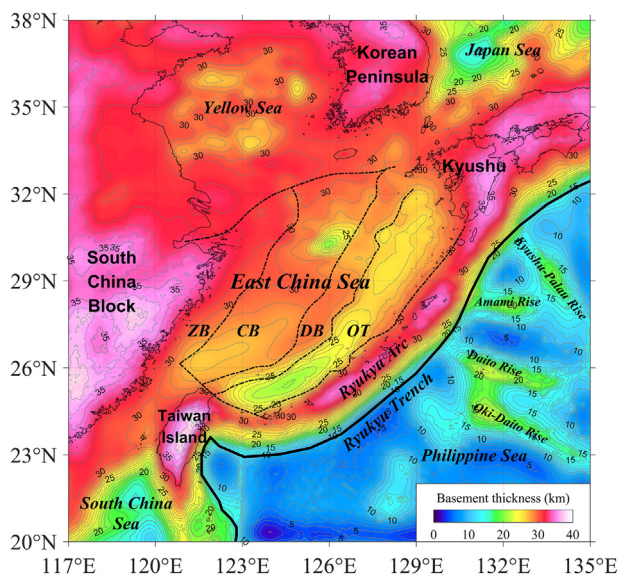 38°N
35°N
32°N
29°N
26°N
23°N
20°N
Korean
Peninsula
Japan Sea
Yellow Sea
Kyushu
South
China
Block
East China Sea
ZB
CB
DB
OT
Kyushu-Palau Rise
Amami Rise
Daito Rise
Oki-Daito Rise
Ryukyu Arc
Ryukyu Trench
Taiwan
Island
Philippine Sea
South China
Sea
Basement thickness (km)
0 10 20 30 40
117°E 120°E 123°E 126°E 129°E 132°E 135°E